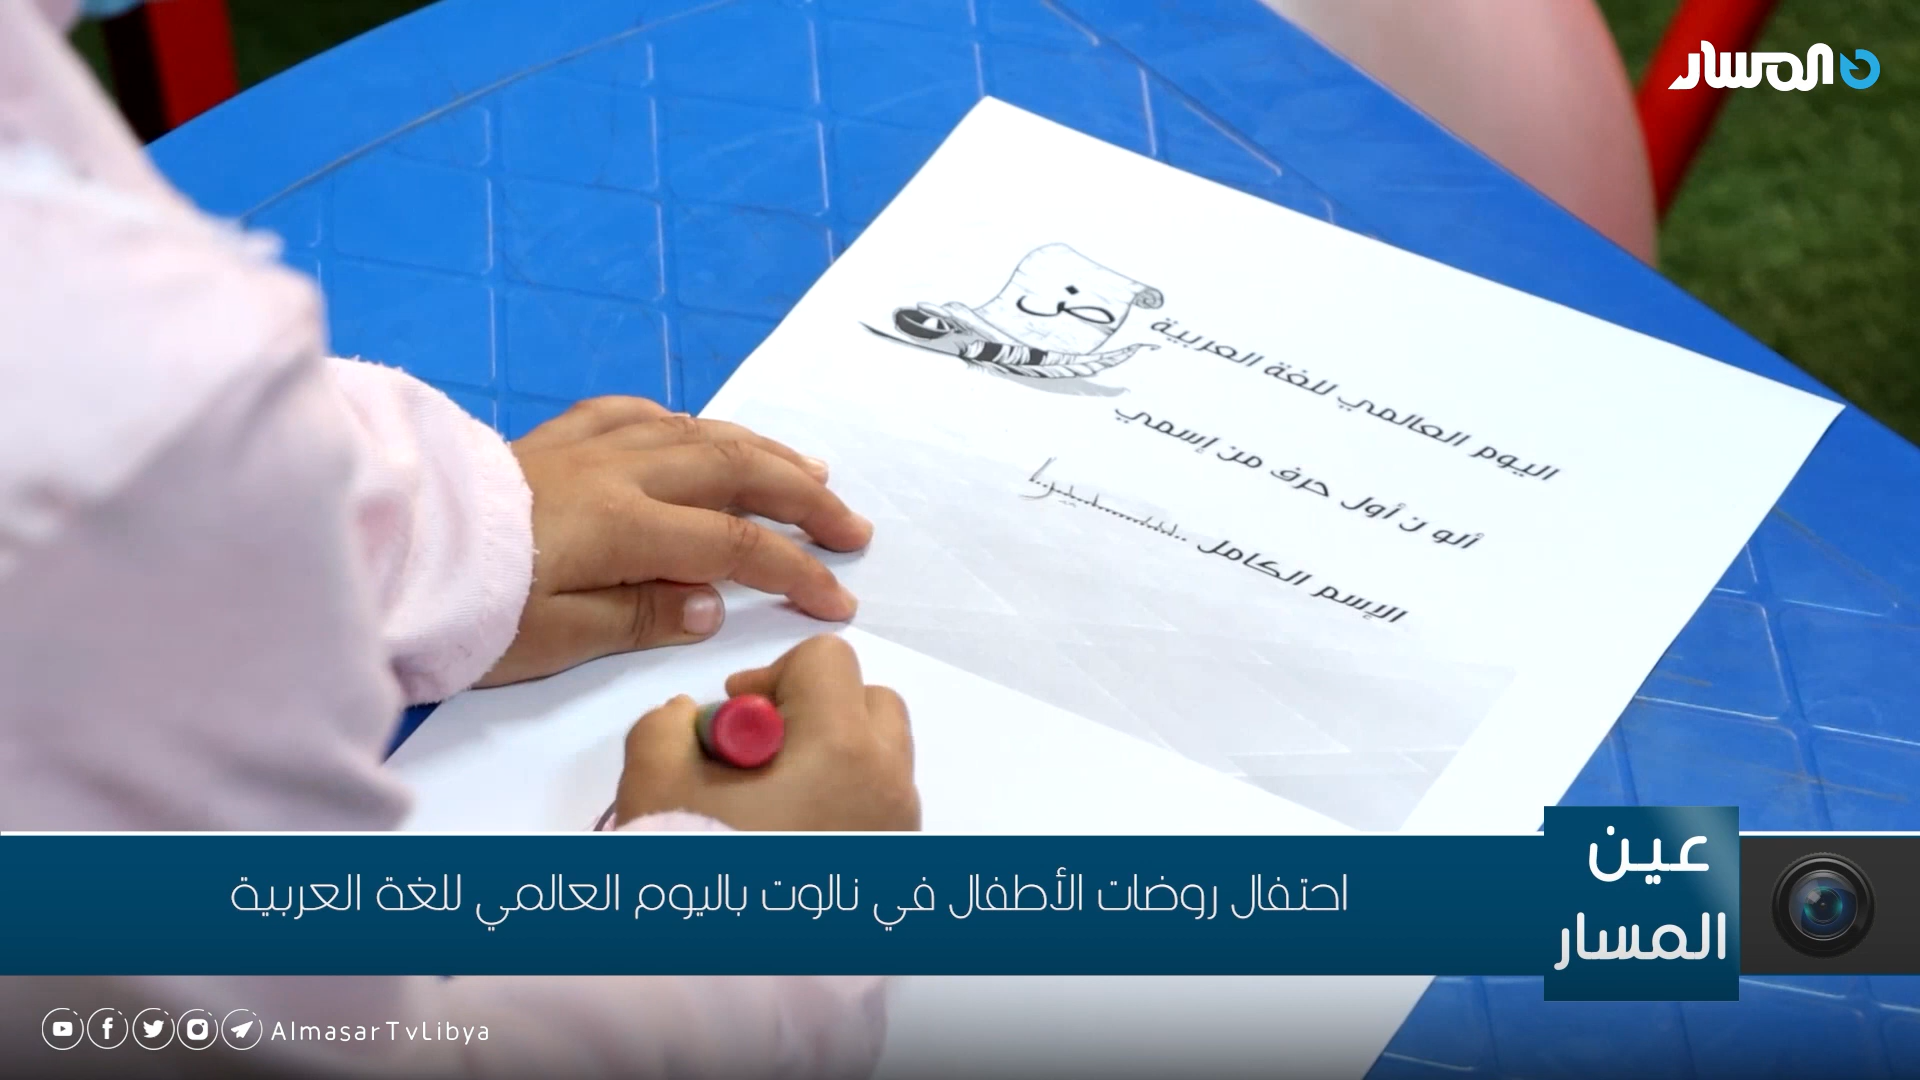 المسار
ض
اليوم العالمي للغة العربية
ألو ن أول حرف من إسمي
الإسم الكامل
عين
المسار
احتفال روضات الأطفال في نالوت باليوم العالمي للغة العربية
AlmasarTvLibya